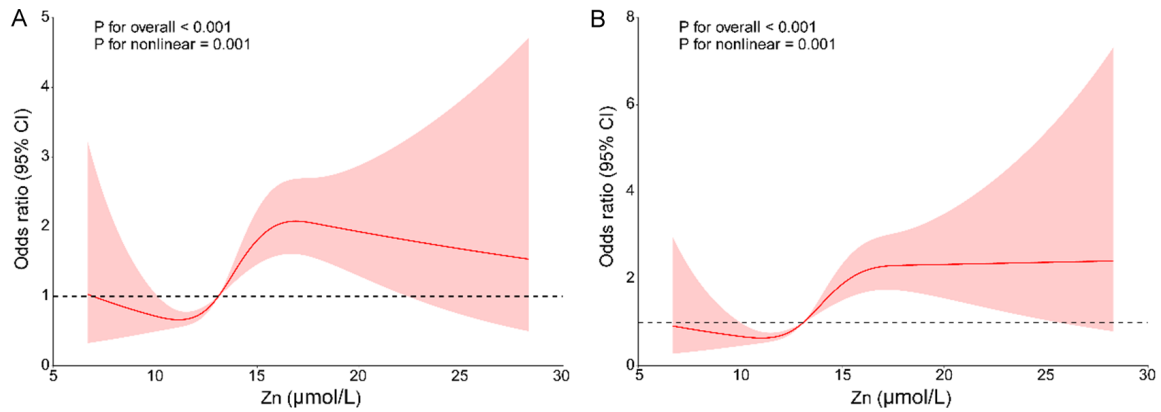 A
P for overall < 0.001
P for nonlinear = 0.001
Odds ratio (95% CI)
5
4
3
2
1
0
5
10
15
20
25
30
Zn (μmol/L)
B
P for overall < 0.001
P for nonlinear = 0.001
Odds ratio (95% CI)
8
6
4
2
0
5
10
15
20
25
30
Zn (μmol/L)